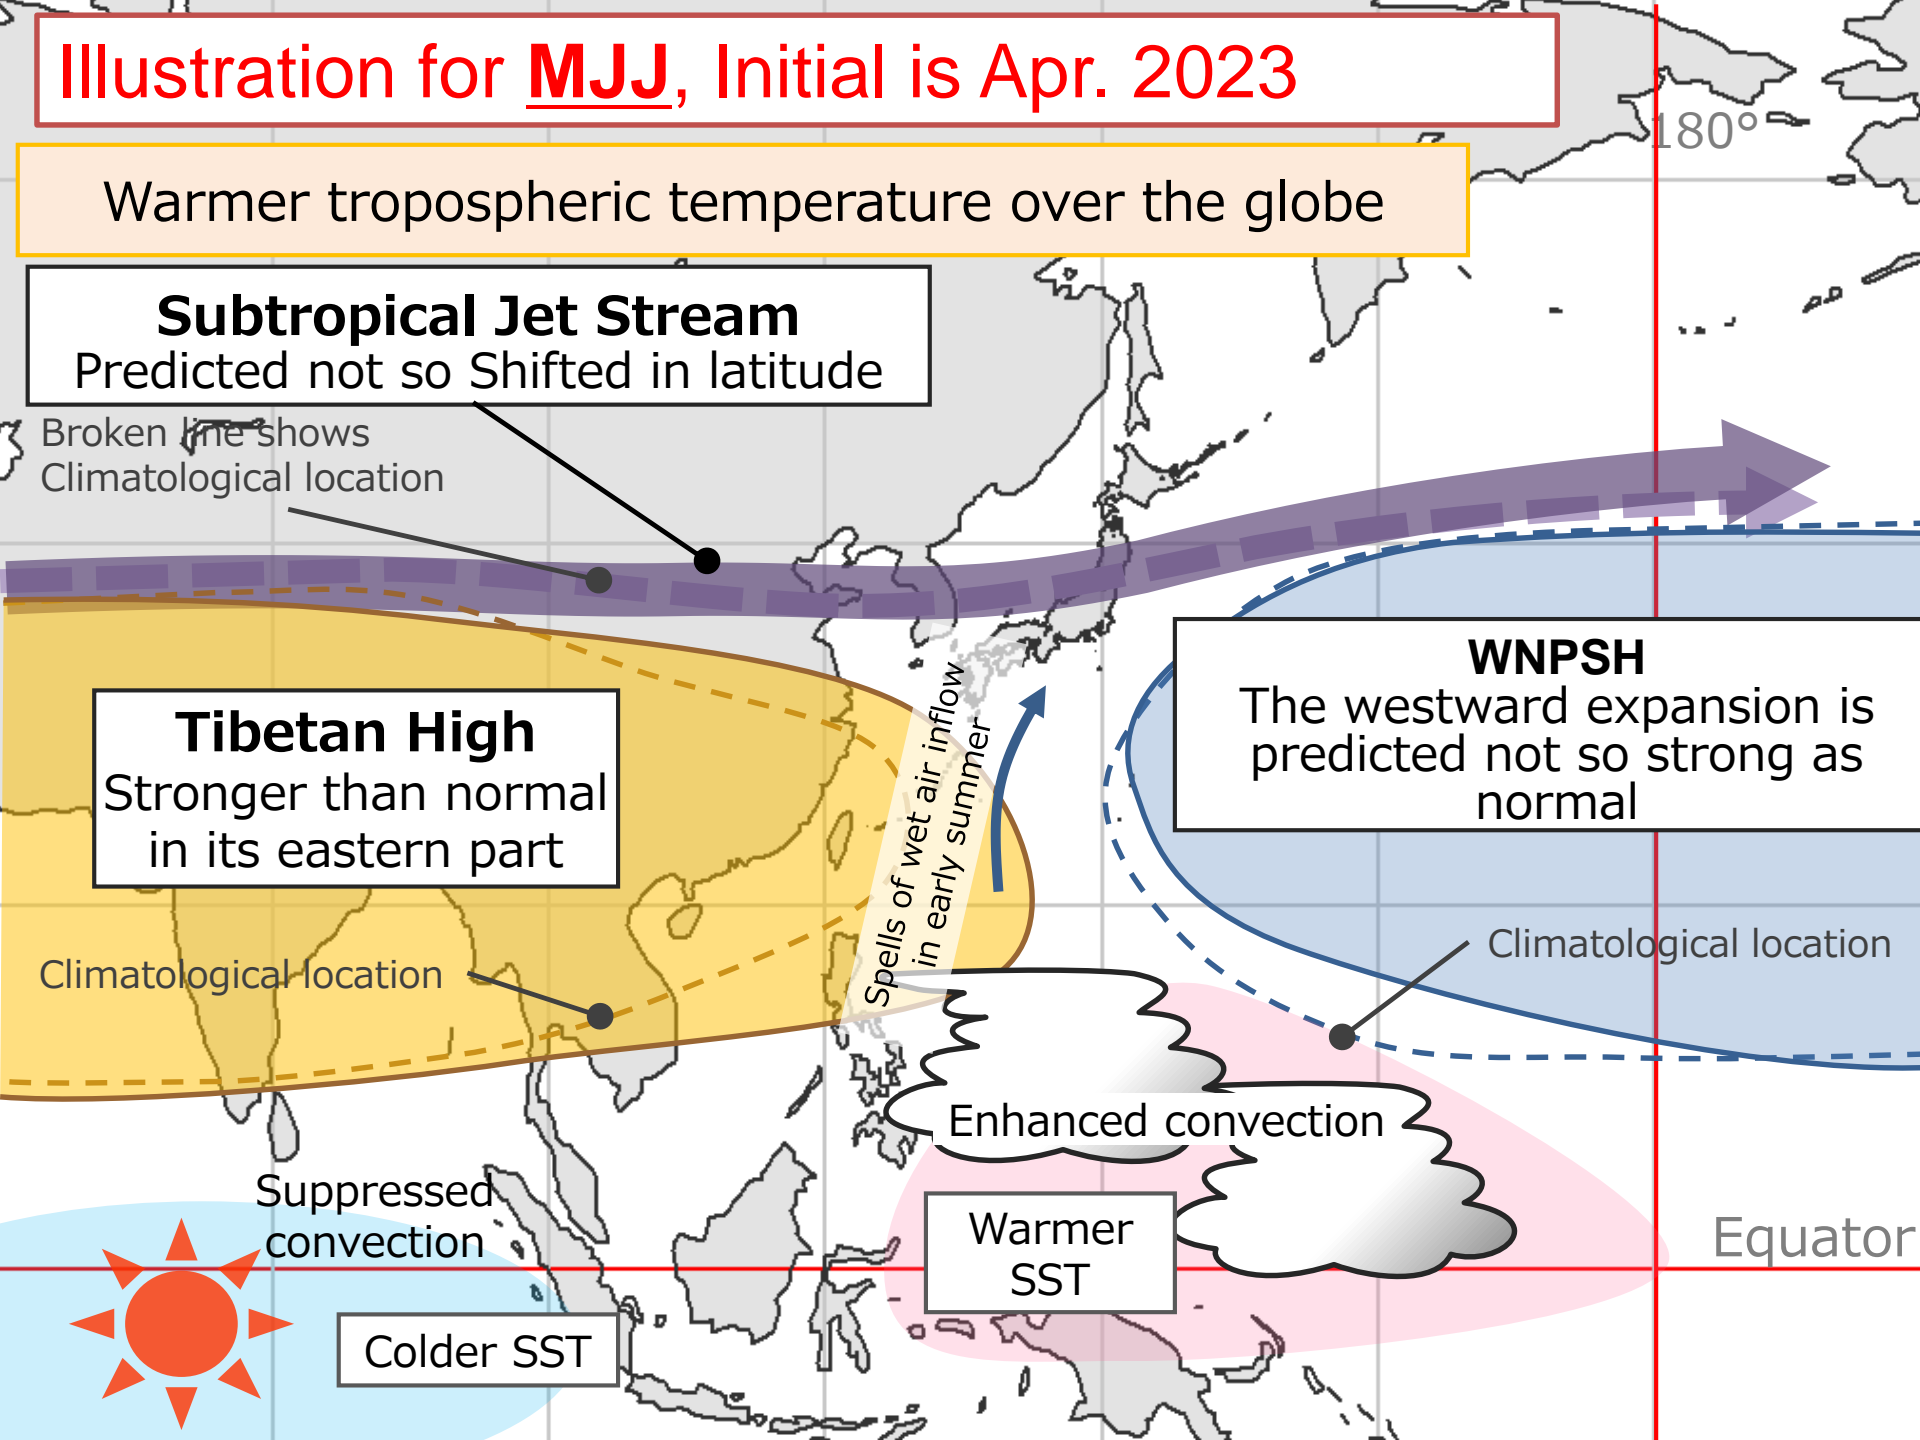 Illustration for MJJ, Initial is Apr. 2023
180°
Warmer tropospheric temperature over the globe
Subtropical Jet Stream
Predicted not so Shifted in latitude
Broken line shows
Climatological location
WNPSH
The westward expansion is
predicted not so strong as
normal
Tibetan High
Stronger than normal
in its eastern part
Spells of wet air inflow
in early summer
Climatological location
Climatological location
Enhanced convection
Suppressed
convection
Warmer
SST
Equator
Colder SST